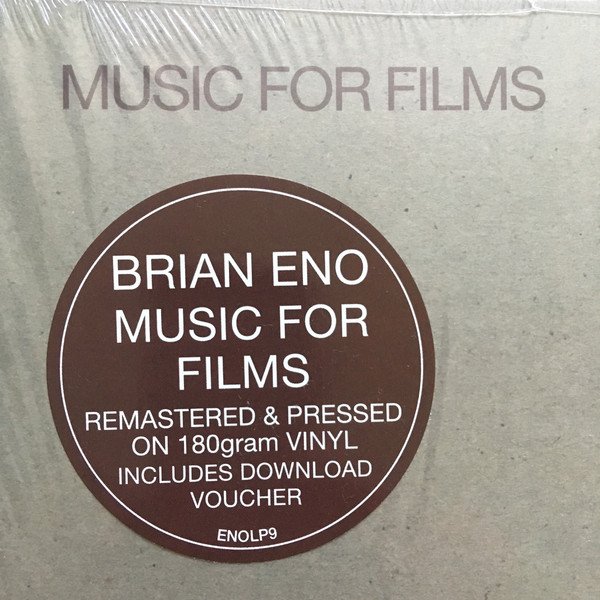 MUSIC FOR FILMS
BRIAN ENO
MUSIC FOR
FILMS
REMASTERED & PRESSED
ON 180gram VINYL
INCLUDES DOWNLOAD
VOUCHER
ENOLP9